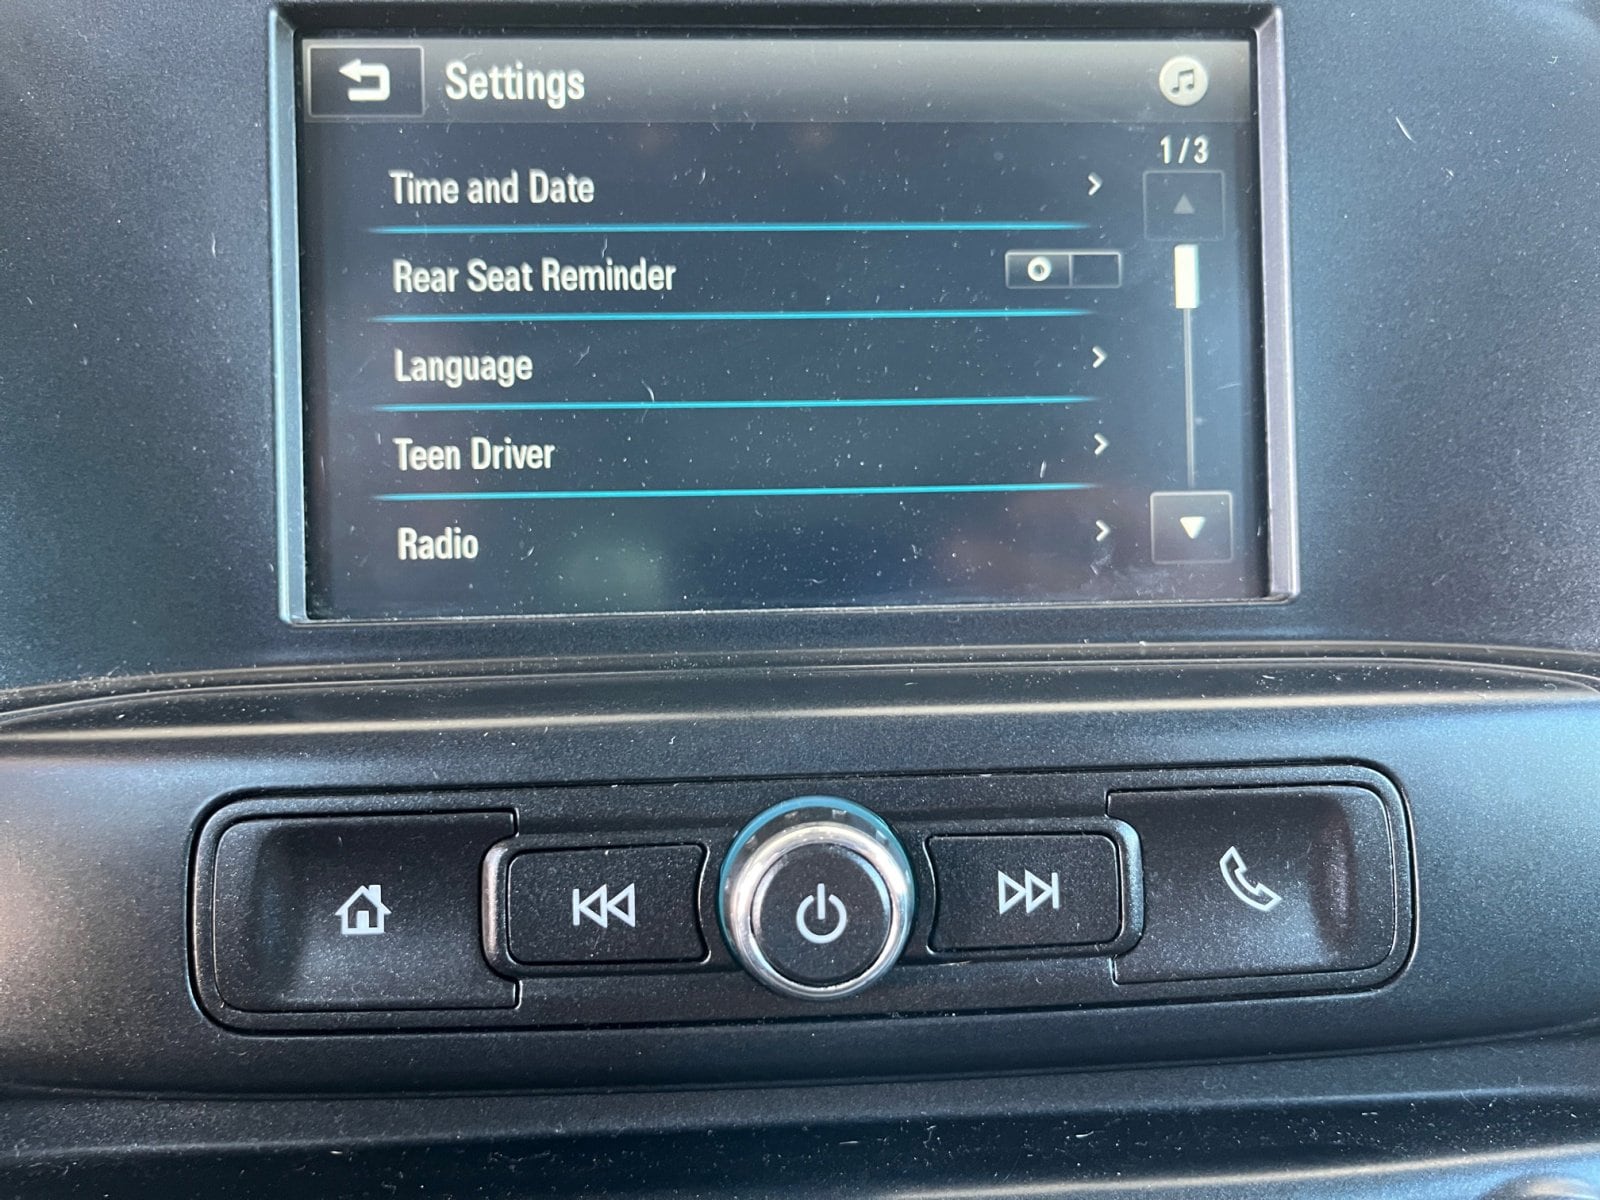 Settings
1/3
Time and Date
Rear Seat Reminder
Language
Teen Driver
Radio